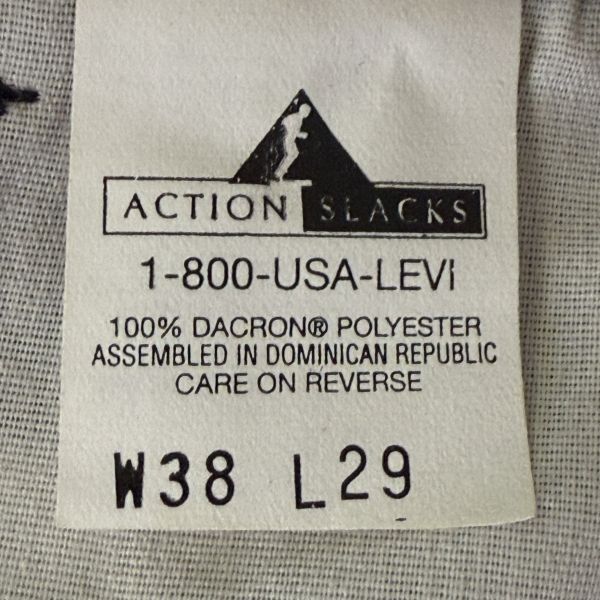 ACTION SLACKS
1-800-USA-LEVI
100% DACRON® POLYESTER
ASSEMBLED IN DOMINICAN REPUBLIC
CARE ON REVERSE
W38 L29